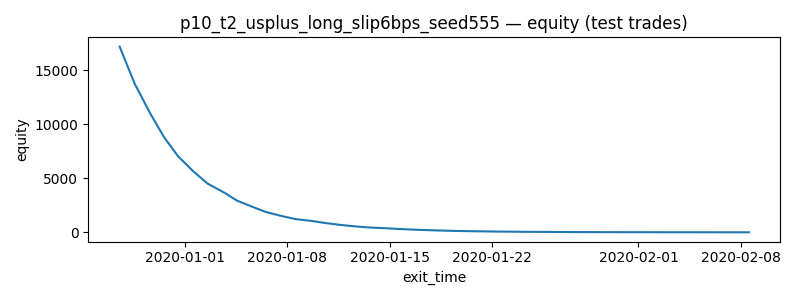 p10_t2_usplus_long_slip6bps_seed555 — equity (test trades)
equity
15000
10000
5000
0
2020-01-01 2020-01-08 2020-01-15 2020-01-22 2020-02-01 2020-02-08
exit_time